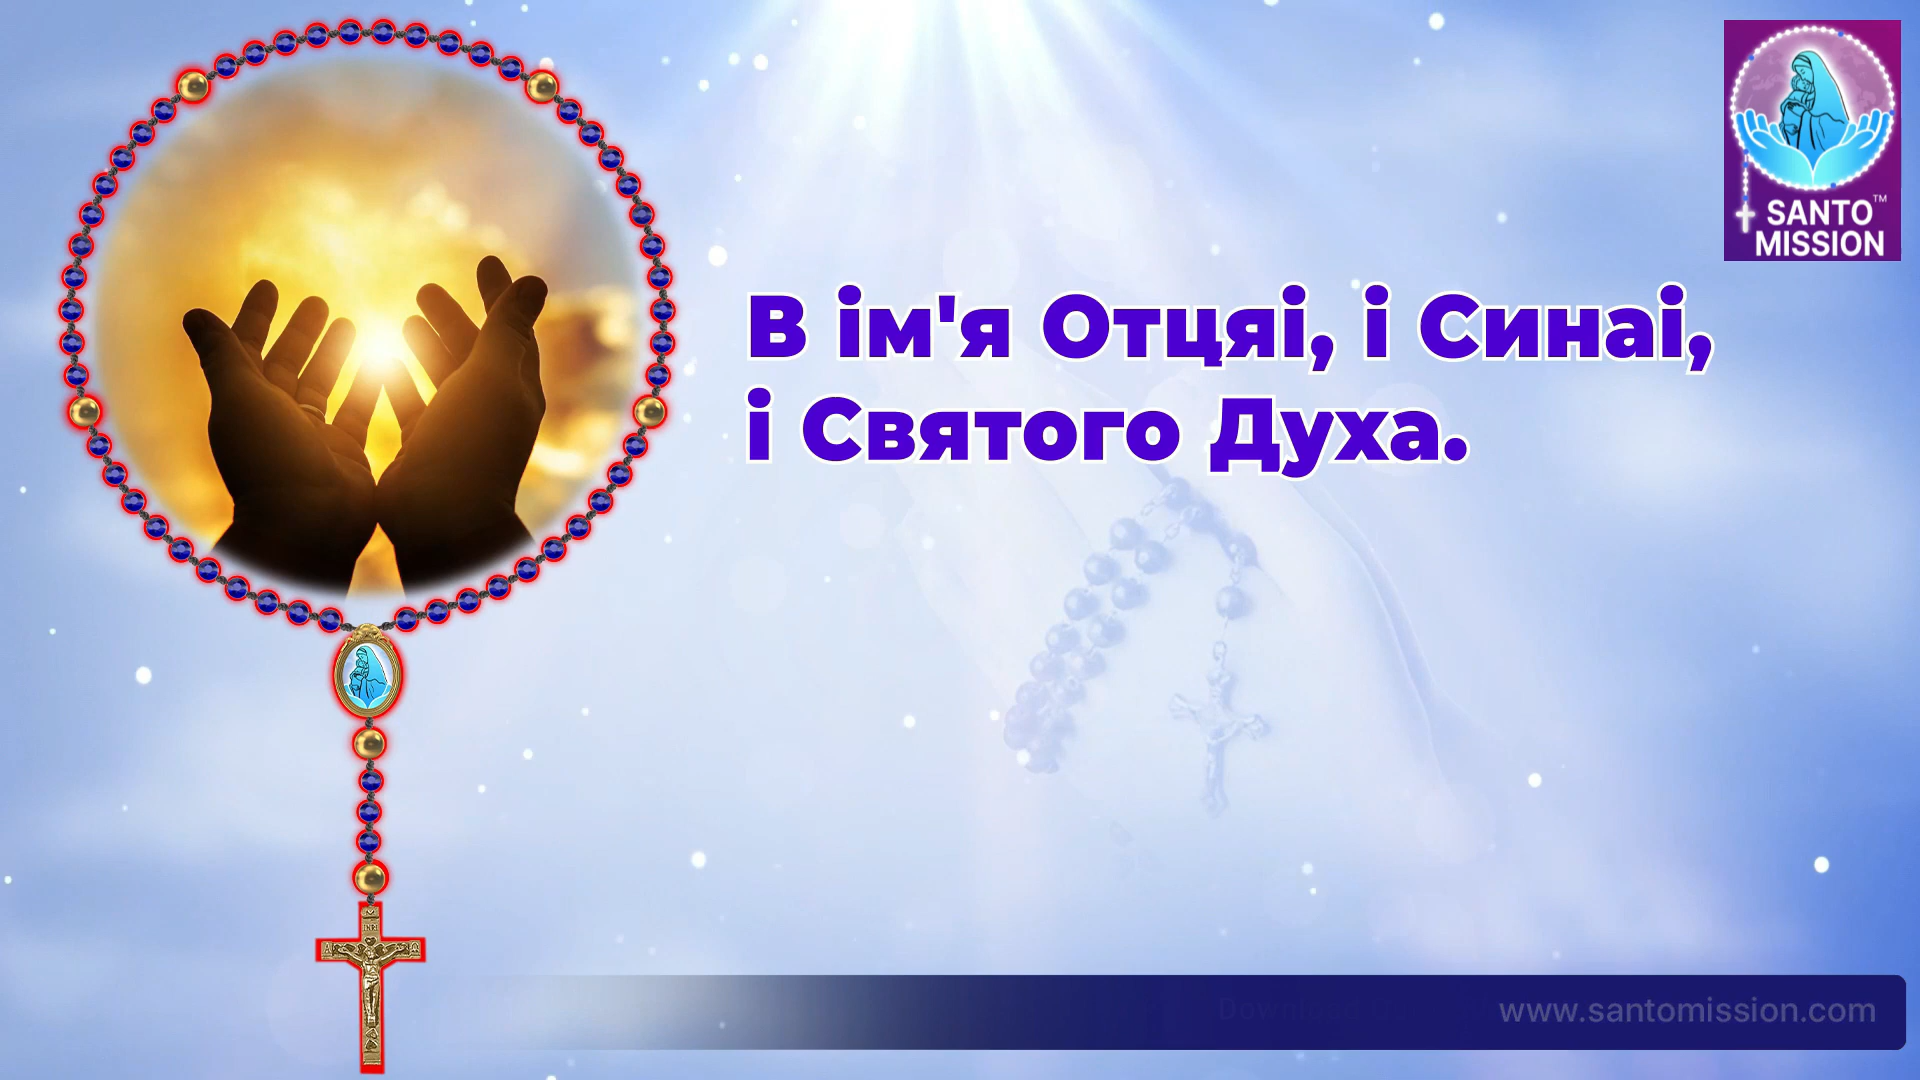 В ім'я Отцяі, і Синаі,
і Святого Духа.
SANTO™
MISSION
INRI
www.santomission.com